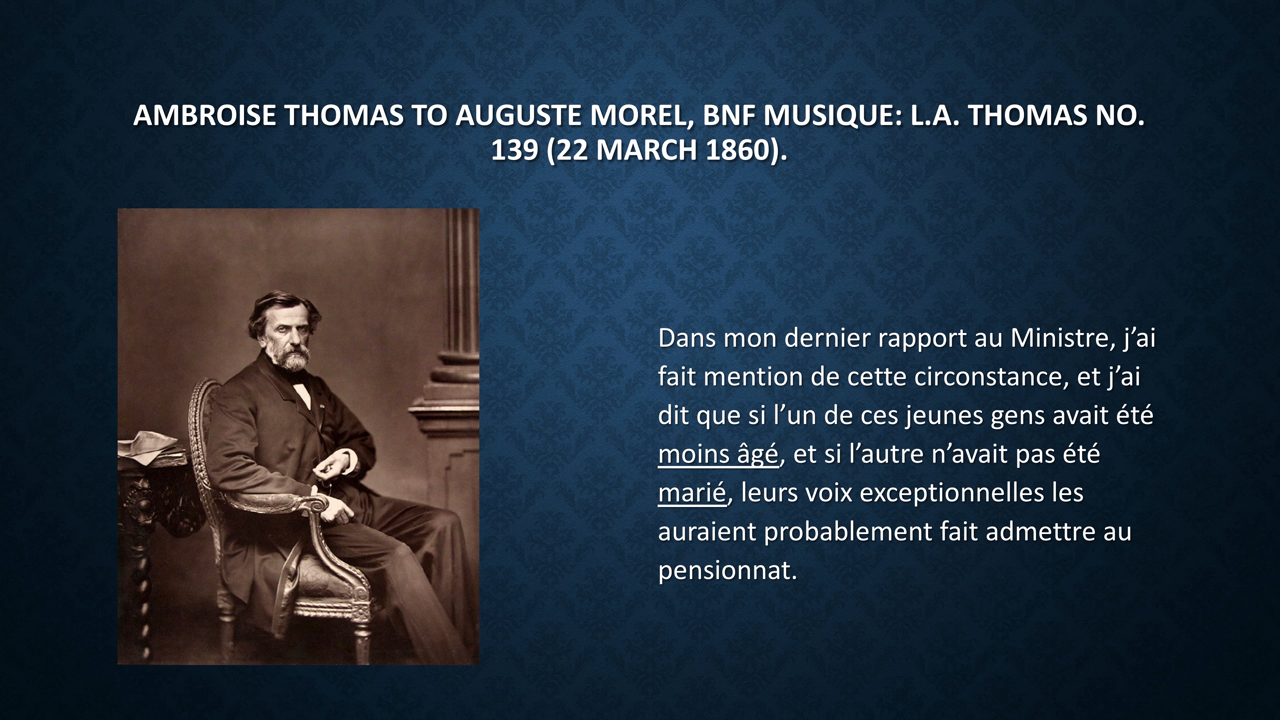 AMBROISE THOMAS TO AUGUSTE MOREL, BNF MUSIQUE: L.A. THOMAS NO.
139 (22 MARCH 1860).
Dans mon dernier rapport au Ministre, j’ai
fait mention de cette circonstance, et j’ai
dit que si l’un de ces jeunes gens avait été
moins âgé, et si l’autre n’avait pas été
marié, leurs voix exceptionnelles les
auraient probablement fait admettre au
pensionnat.